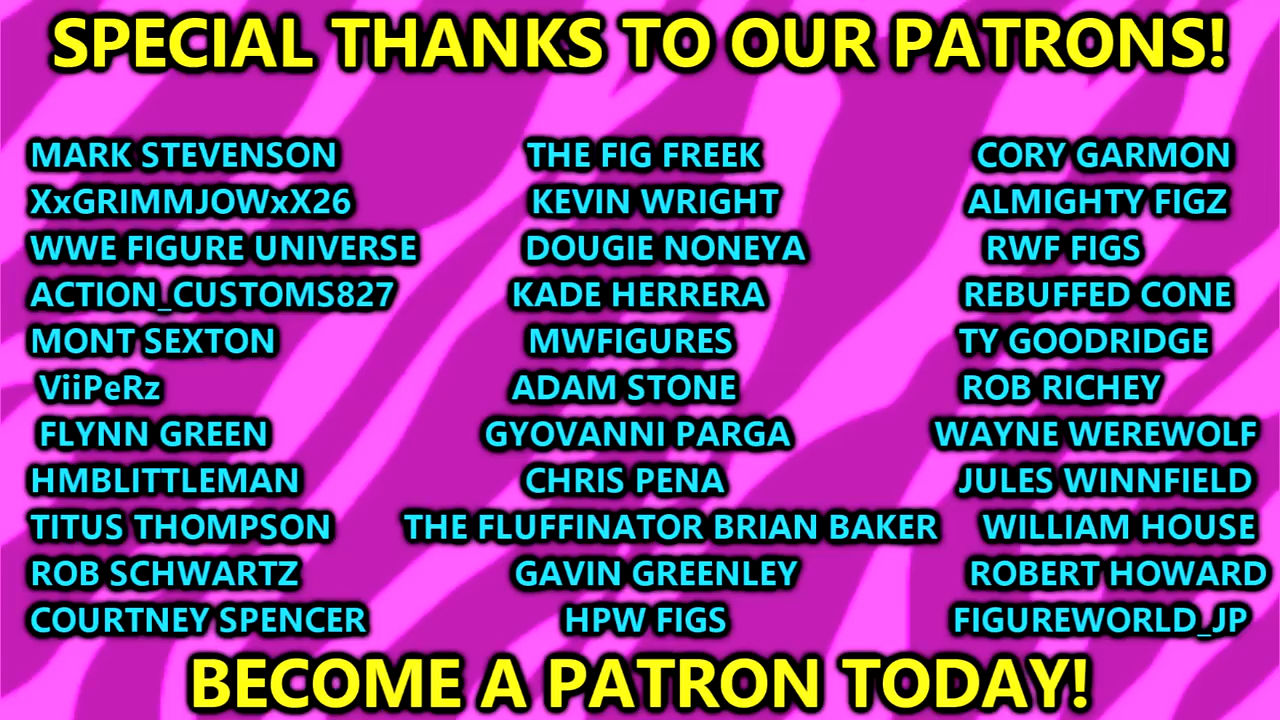 SPECIAL THANKS TO OUR PATRONS!
MARK STEVENSON THE FIG FREEK CORY GARMON
XxGRIMMJOWxX26 KEVIN WRIGHT ALMIGHTY FIGZ
WWE FIGURE UNIVERSE DOUGIE NONEYA RWF FIGS
ACTION_CUSTOMS827 KADE HERRERA REBUFFED CONE
MONT SEXTON MWFIGURES TY GOODRIDGE
ViiPeRz ADAM STONE ROB RICHEY
FLYNN GREEN GYOVANNI PARGA WAYNE WEREWOLF
HMBLITTLEMAN CHRIS PENA JULES WINNFIELD
TITUS THOMPSON THE FLUFFINATOR BRIAN BAKER WILLIAM HOUSE
ROB SCHWARTZ GAVIN GREENLEY ROBERT HOWARD
COURTNEY SPENCER HPW FIGS FIGUREWORLD_JP
BECOME A PATRON TODAY!